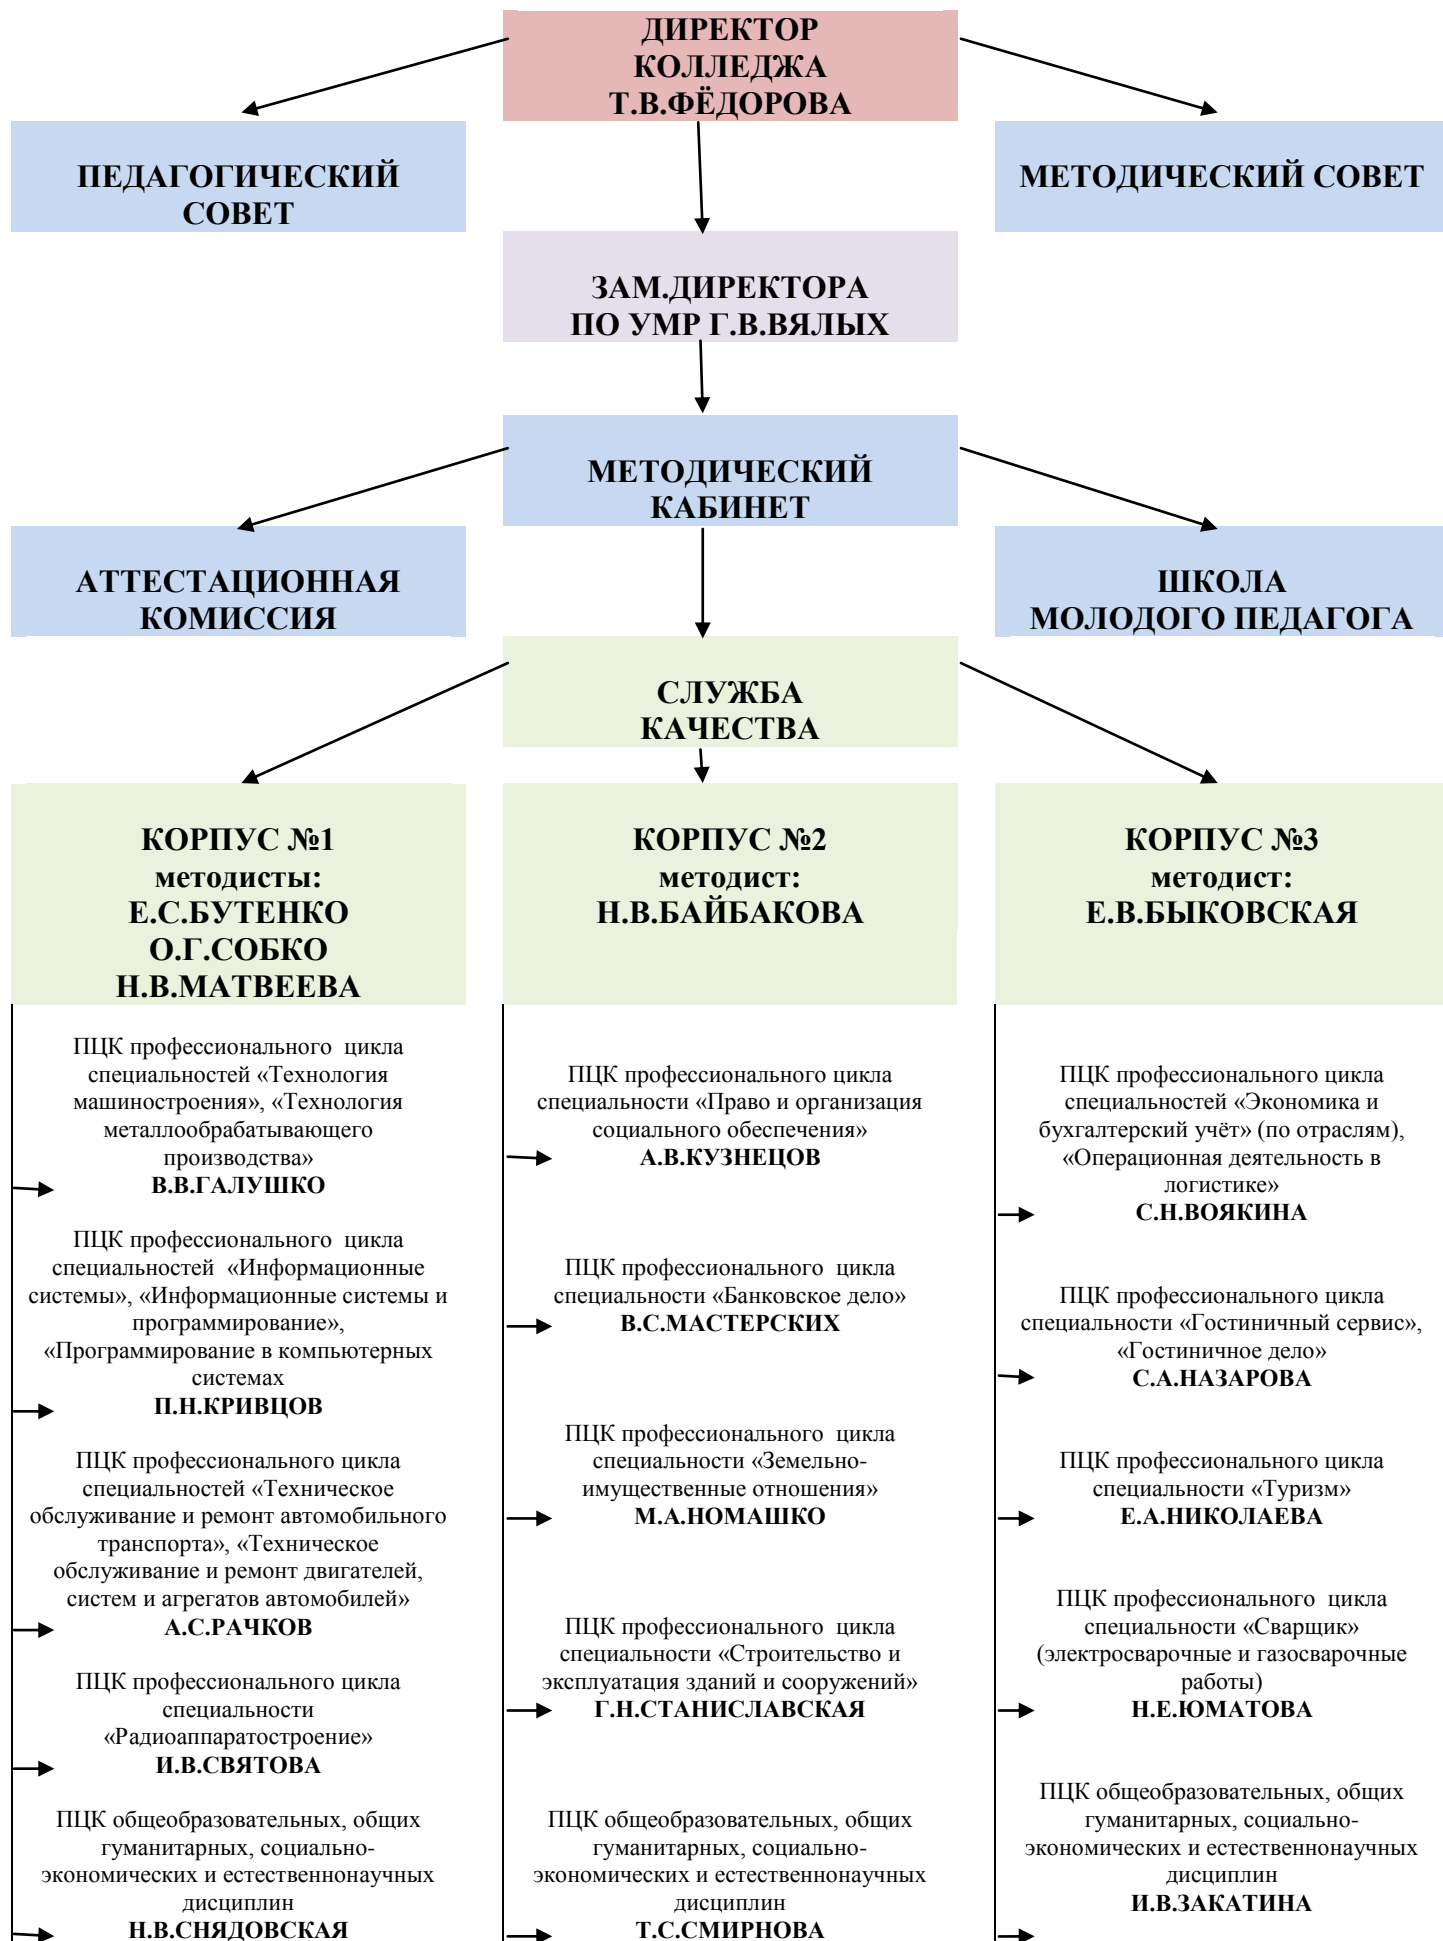 ДИРЕКТОР
КОЛЛЕДЖА
Т.В.ФЁДОРОВА
ПЕДАГОГИЧЕСКИЙ
СОВЕТ
МЕТОДИЧЕСКИЙ СОВЕТ
ЗАМ.ДИРЕКТОРА
ПО УМР Г.В.ВЯЛЫХ
МЕТОДИЧЕСКИЙ
КАБИНЕТ
АТТЕСТАЦИОННАЯ
КОМИССИЯ
ШКОЛА
МОЛОДОГО ПЕДАГОГА
СЛУЖБА
КАЧЕСТВА
КОРПУС №1
методисты:
Е.С.БУТЕНКО
О.Г.СОБКО
Н.В.МАТВЕЕВА
ПЦК профессионального цикла
специальностей «Технология
машиностроения», «Технология
металлообрабатывающего
производства»
В.В.ГАЛУШКО
ПЦК профессионального цикла
специальностей «Информационные
системы», «Информационные системы и
программирование»,
«Программирование в компьютерных
системах
П.Н.КРИВЦОВ
ПЦК профессионального цикла
специальностей «Техническое
обслуживание и ремонт автомобильного
транспорта», «Техническое
обслуживание и ремонт двигателей,
систем и агрегатов автомобилей»
А.С.РАЧКОВ
ПЦК профессионального цикла
специальности
«Радиоаппаратостроение»
И.В.СВЯТОВА
ПЦК общеобразовательных, общих
гуманитарных, социально-
экономических и естественнонаучных
дисциплин
Н.В.СНЯДОВСКАЯ
КОРПУС №2
методист:
Н.В.БАЙБАКОВА
ПЦК профессионального цикла
специальности «Право и организация
социального обеспечения»
А.В.КУЗНЕЦОВ
ПЦК профессионального цикла
специальности «Банковское дело»
В.С.МАСТЕРСКИХ
ПЦК профессионального цикла
специальности «Земельно-
имущественные отношения»
М.А.НОМАШКО
ПЦК профессионального цикла
специальности «Строительство и
эксплуатация зданий и сооружений»
Г.Н.СТАНИСЛАВСКАЯ
ПЦК общеобразовательных, общих
гуманитарных, социально-
экономических и естественнонаучных
дисциплин
Т.С.СМИРНОВА
КОРПУС №3
методист:
Е.В.БЫКОВСКАЯ
ПЦК профессионального цикла
специальностей «Экономика и
бухгалтерский учёт» (по отраслям),
«Операционная деятельность в
логистике»
С.Н.ВОЯКИНА
ПЦК профессионального цикла
специальности «Гостиничный сервис»,
«Гостиничное дело»
С.А.НАЗАРОВА
ПЦК профессионального цикла
специальности «Туризм»
Е.А.НИКОЛАЕВА
ПЦК профессионального цикла
специальности «Сварщик»
(электросварочные и газосварочные
работы)
Н.Е.ЮМАТОВА
ПЦК общеобразовательных, общих
гуманитарных, социально-
экономических и естественнонаучных
дисциплин
И.В.ЗАКАТИНА